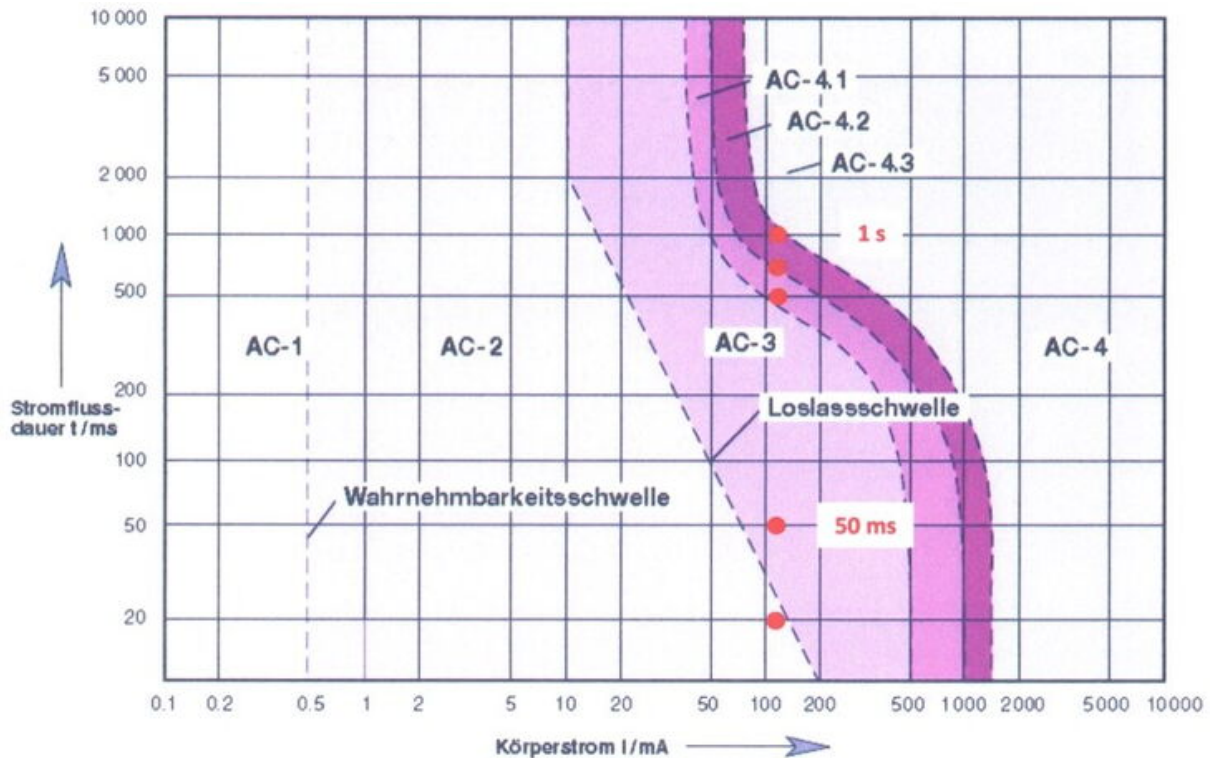 10 000
5 000
2 000
1 000
500
200
100
50
20
Stromfluss-
dauer t/ms
AC-1
AC-2
AC-3
AC-4
AC-4.1
AC-4.2
AC-4.3
1 s
Loslassschwelle
Wahrnehmbarkeitsschwelle
50 ms
0.1 0.2 0.5 1 2 5 10 20 50 100 200 500 1000 2000 5000 10000
Körperstrom I/mA